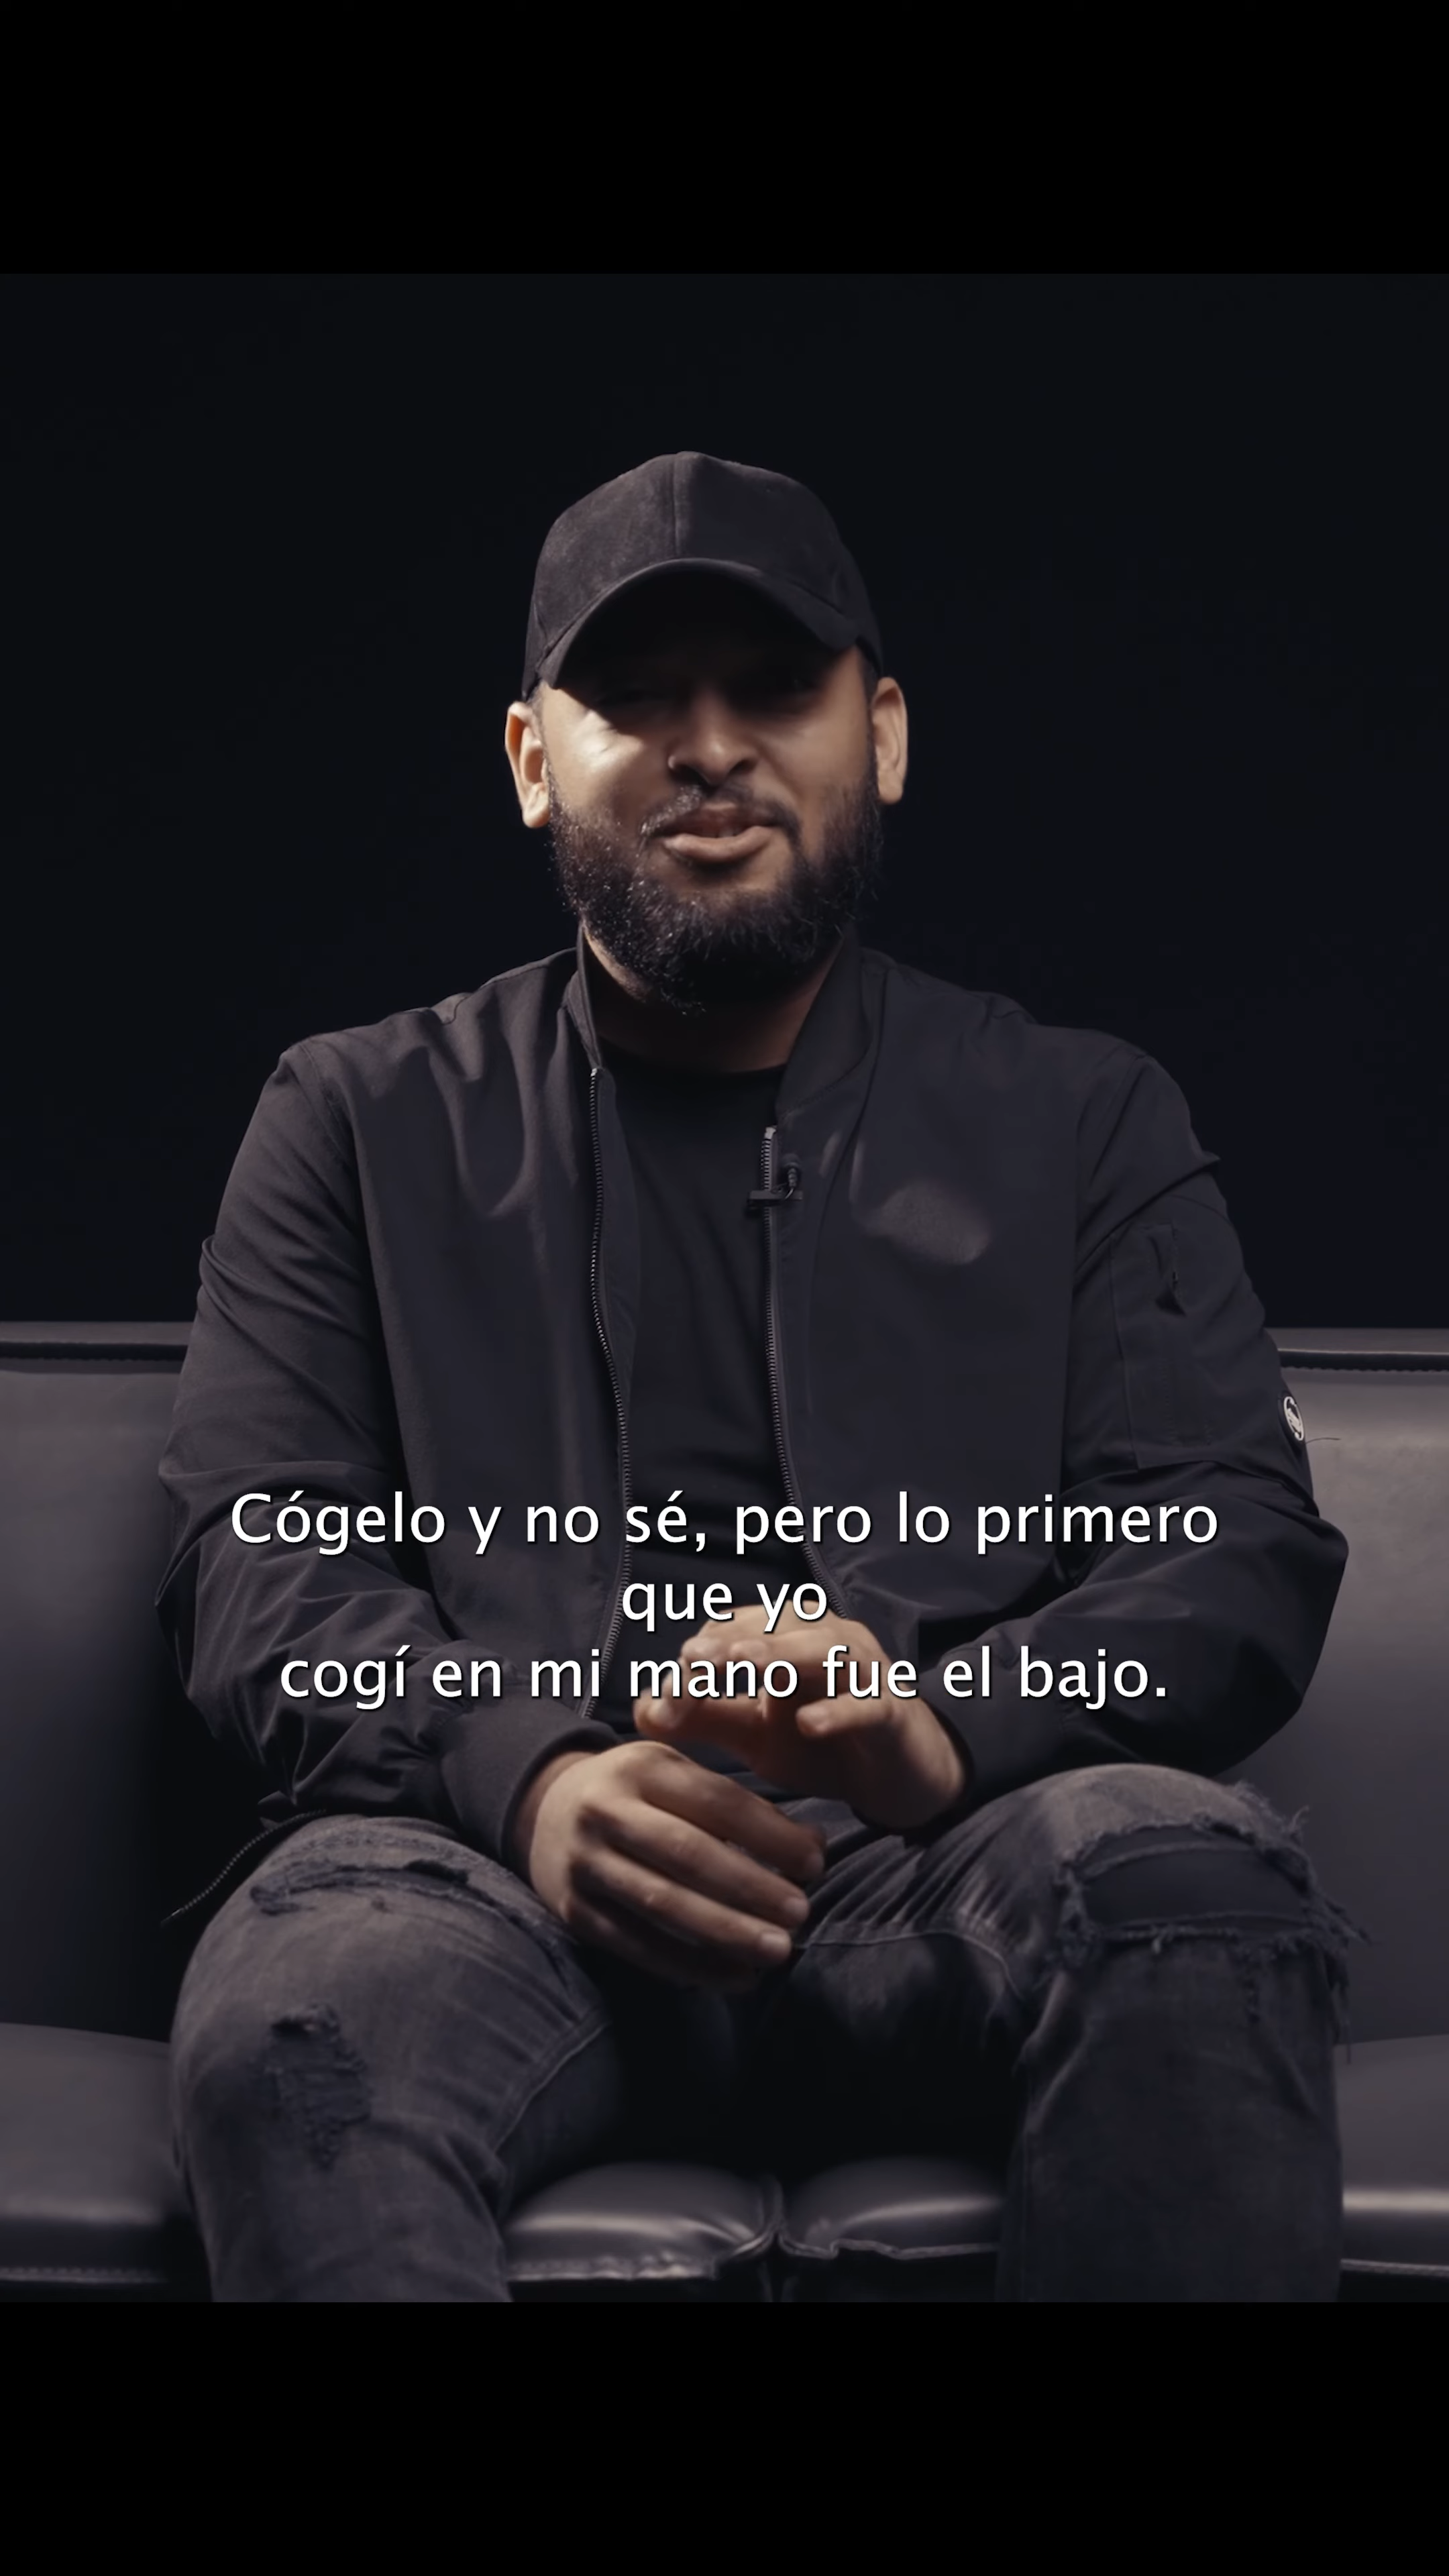 Cógelo y no sé, pero lo primero
que yo
cogí en mi mano fue el bajo.